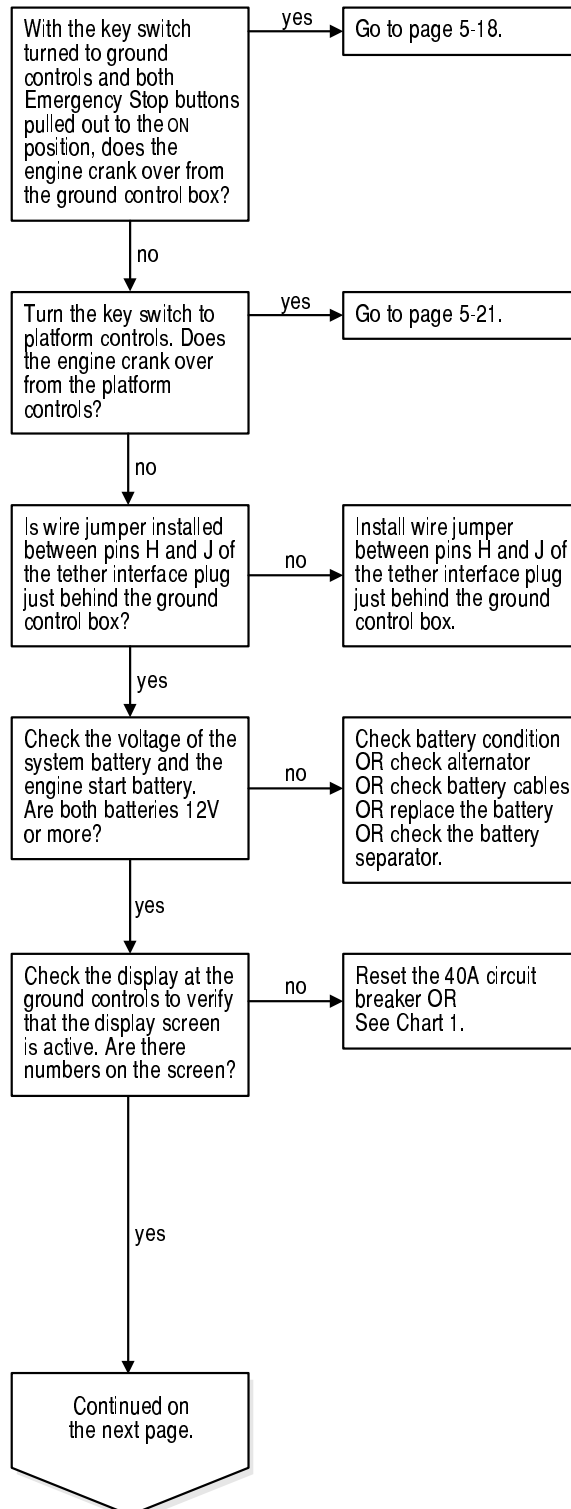 With the key switch
turned to ground
controls and both
Emergency Stop buttons
pulled out to the ON
position, does the
engine crank over from
the ground control box?
yes
Go to page 5-18.
no
Turn the key switch to
platform controls. Does
the engine crank over
from the platform
controls?
yes
Go to page 5-21.
no
Is wire jumper installed
between pins H and J of
the tether interface plug
just behind the ground
control box?
no
Install wire jumper
between pins H and J of
the tether interface plug
just behind the ground
control box.
yes
Check the voltage of the
system battery and the
engine start battery.
Are both batteries 12V
or more?
no
Check battery condition
OR check alternator
OR check battery cables
OR replace the battery
OR check the battery
separator.
yes
Check the display at the
ground controls to verify
that the display screen
is active. Are there
numbers on the screen?
no
Reset the 40A circuit
breaker OR
See Chart 1.
yes
Continued on
the next page.